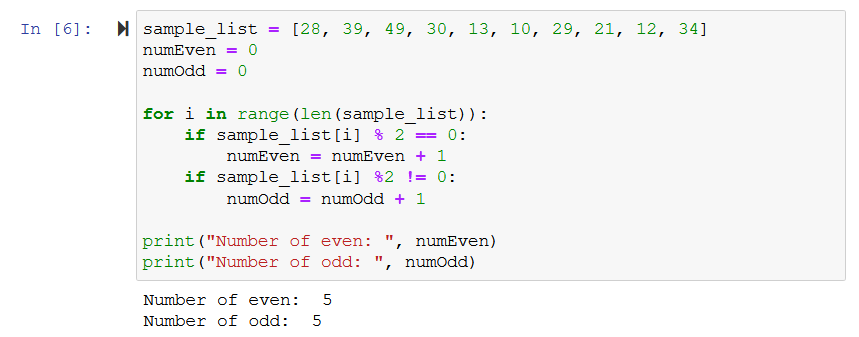 In [6]: sample_list = [28, 39, 49, 30, 13, 10, 29, 21, 12, 34]
numEven = 0
numOdd = 0
for i in range(len(sample_list)):
    if sample_list[i] % 2 == 0:
        numEven = numEven + 1
    if sample_list[i] %2 != 0:
        numOdd = numOdd + 1
print("Number of even: ", numEven)
print("Number of odd: ", numOdd)
Number of even:  5
Number of odd:  5